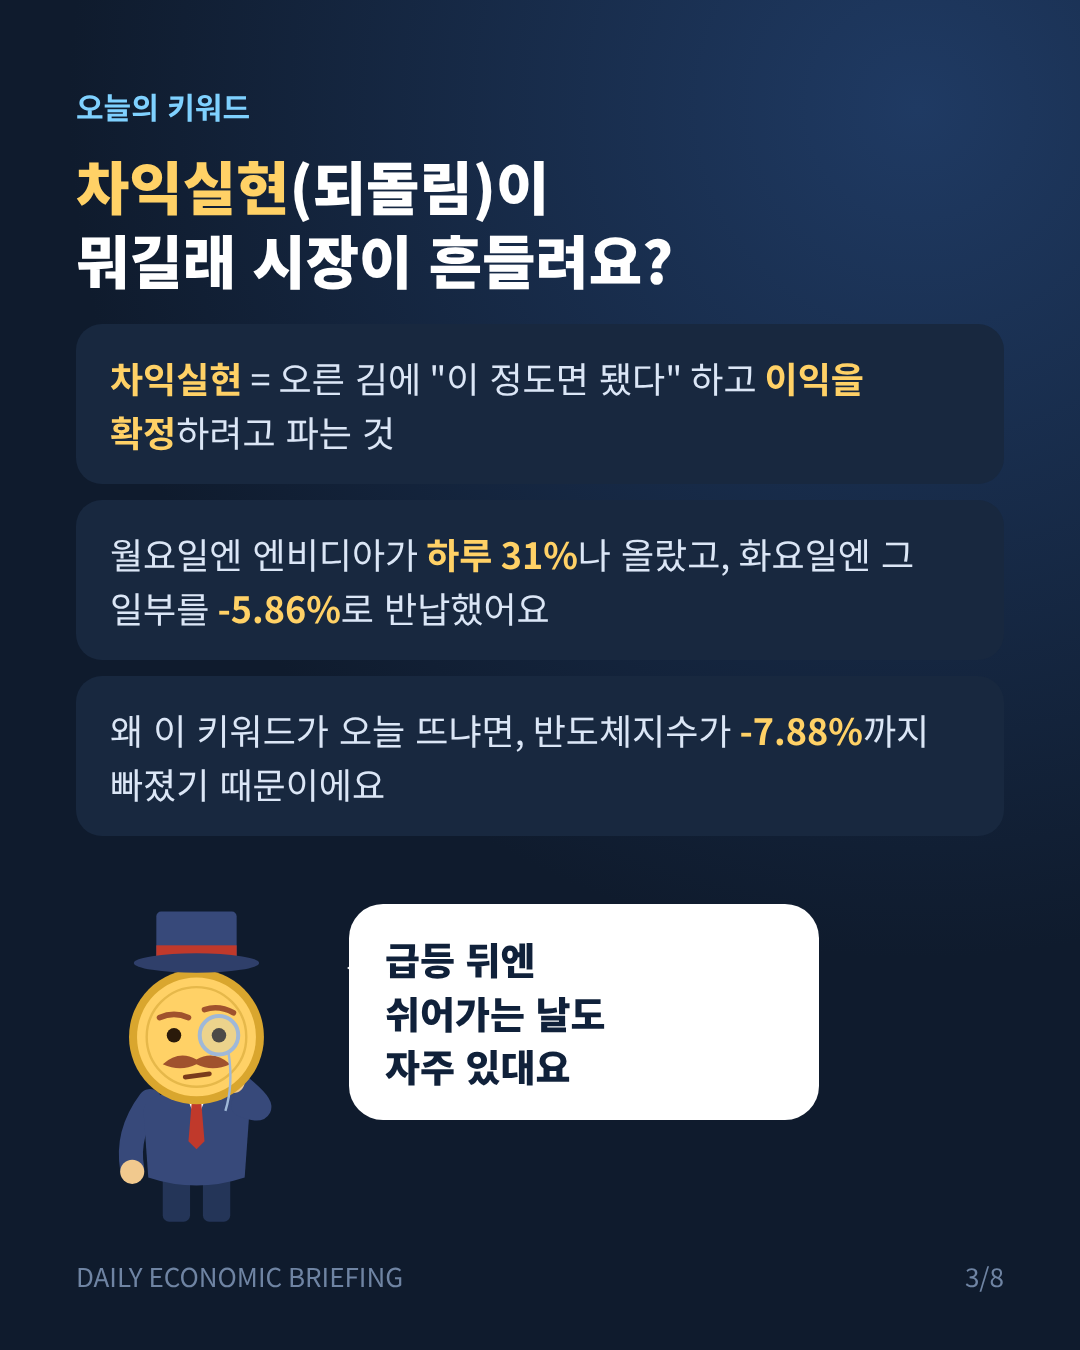 오늘의 키워드
차익실현(되돌림)이
뭐길래 시장이 흔들려요?
차익실현 = 오른 김에 "이 정도면 됐다" 하고 이익을
확정하려고 파는 것
월요일엔 엔비디아가 하루 31%나 올랐고, 화요일엔 그
일부를 -5.86%로 반납했어요
왜 이 키워드가 오늘 뜨냐면, 반도체지수가 -7.88%까지
빠졌기 때문이에요
급등 뒤엔
쉬어가는 날도
자주 있대요
DAILY ECONOMIC BRIEFING
3/8